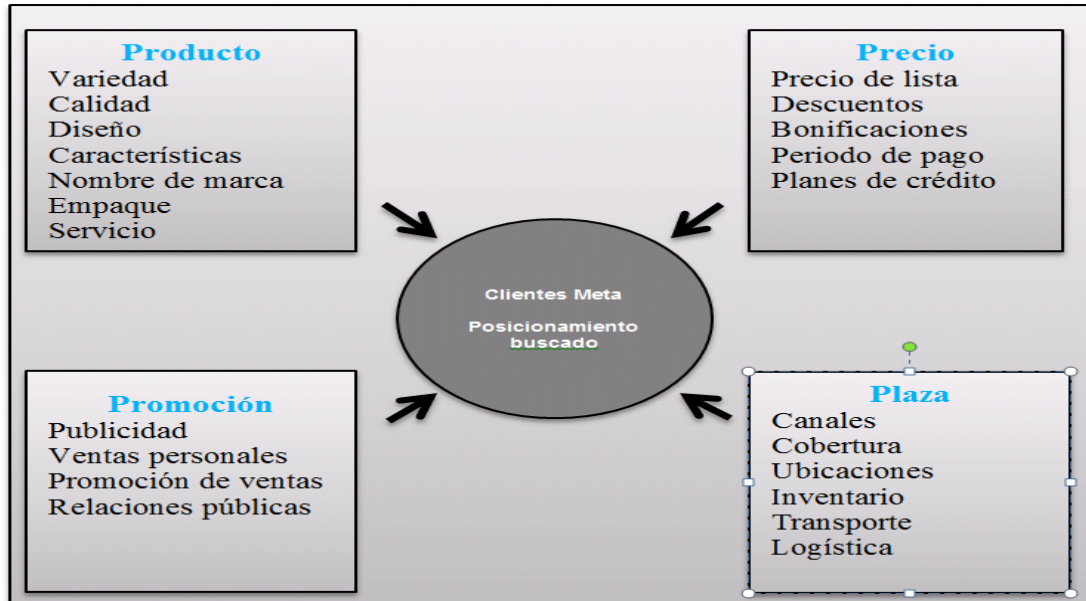 Producto
Variedad
Calidad
Diseño
Características
Nombre de marca
Empaque
Servicio
Precio
Precio de lista
Descuentos
Bonificaciones
Periodo de pago
Planes de crédito
Clientes Meta
Posicionamiento
buscado
Promoción
Publicidad
Ventas personales
Promoción de ventas
Relaciones públicas
Plaza
Canales
Cobertura
Ubicaciones
Inventario
Transporte
Logística